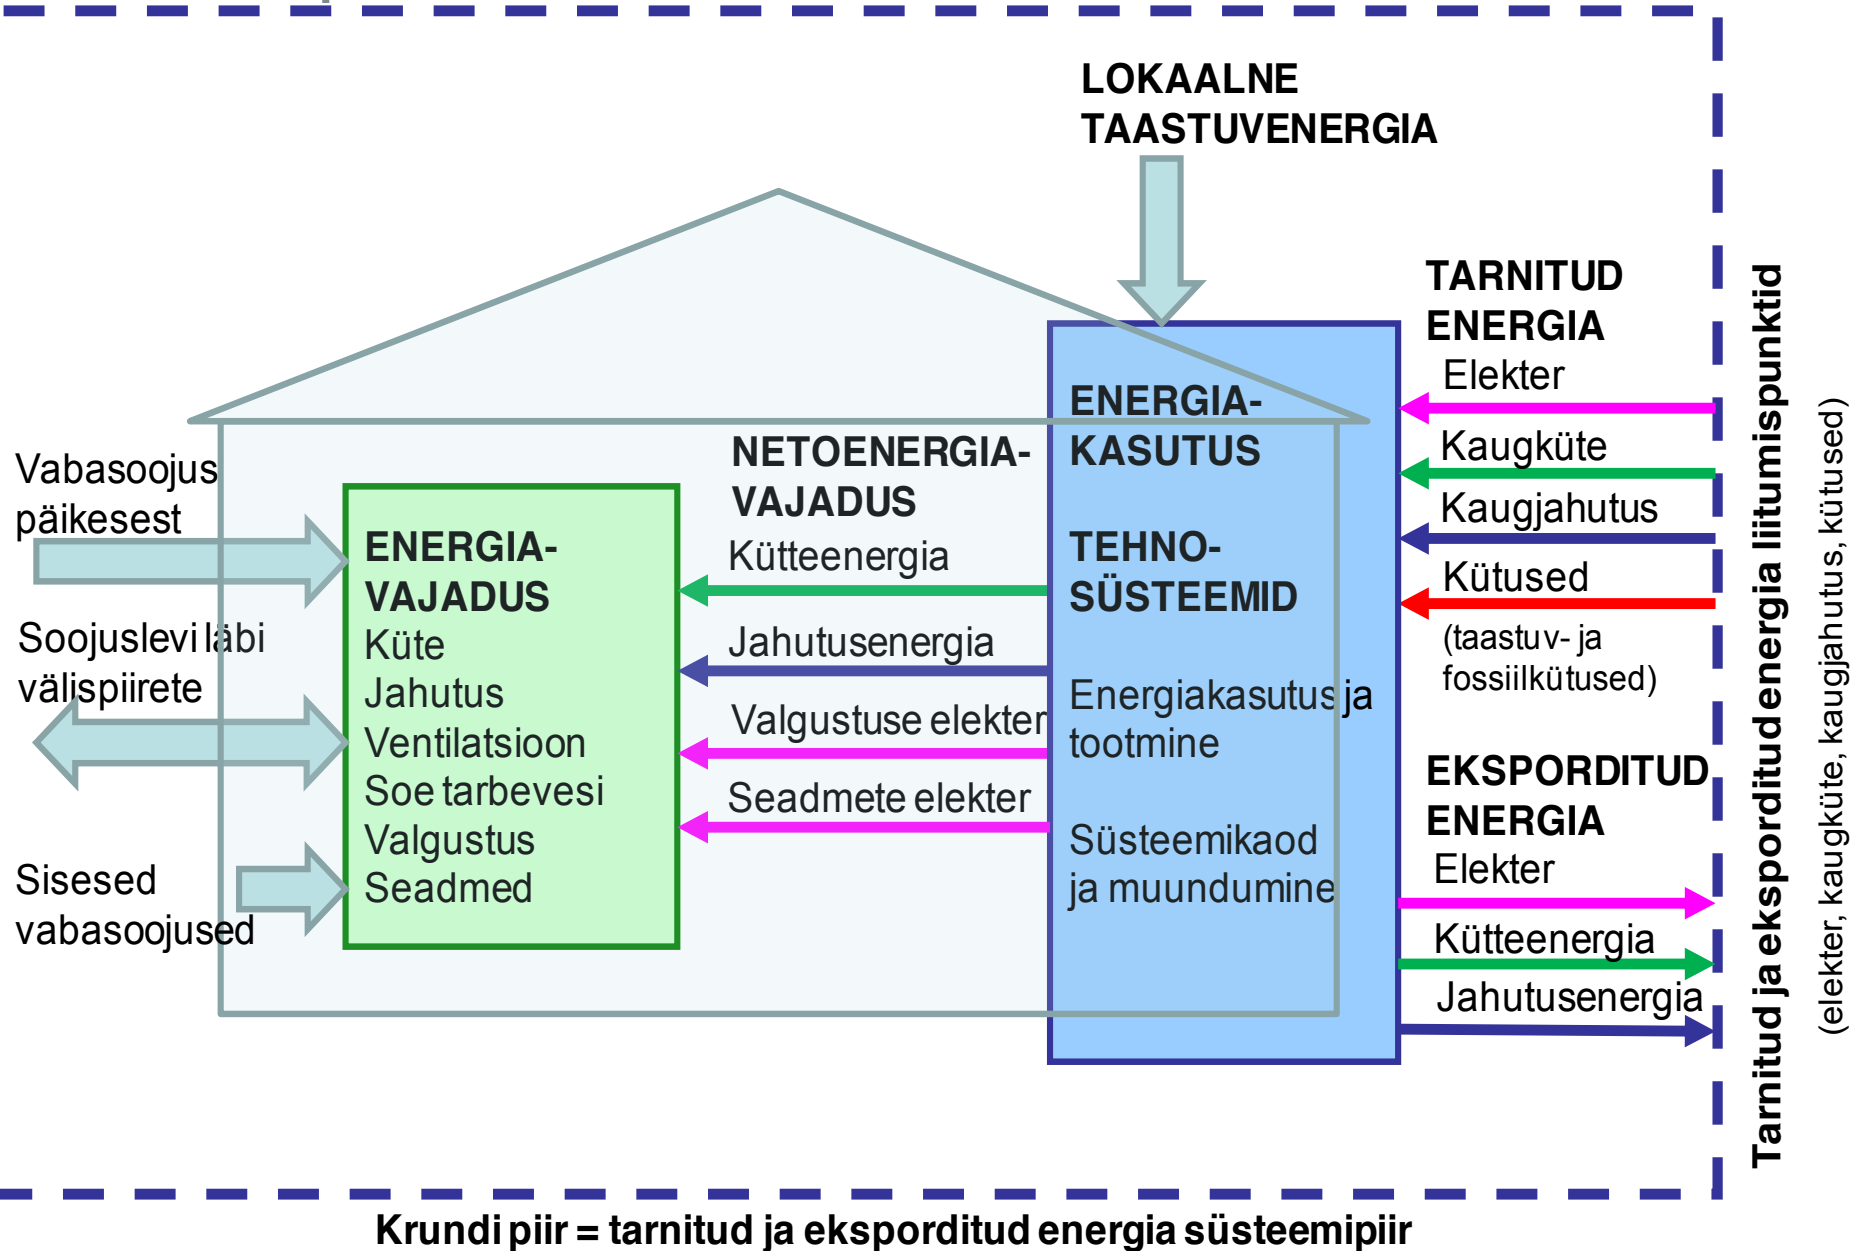 LOKAALNE
TAASTUVENERGIA
Vabasoojus
päikesest
Soojuslevi läbi
välispiirete
Sisesed
vabasoojused
ENERGIA-
VAJADUS
Küte
Jahutus
Ventilatsioon
Soe tarbevesi
Valgustus
Seadmed
NETOENERGIA-
VAJADUS
Kütteenergia
Jahutusenergia
Valgustuse elekter
Seadmete elekter
ENERGIA-
KASUTUS
TEHNO-
SÜSTEEMID
Energiakasutus ja
tootmine
Süsteemikaod
ja muundumine
TARNITUD
ENERGIA
Elekter
Kaugküte
Kaugjahutus
Kütused
(taastuv- ja
fossiilkütused)
EKSPORDITUD
ENERGIA
Elekter
Kütteenergia
Jahutusenergia
Tarnitud ja eksporditud energia liitumispunktid
(elekter, kaugküte, kaugjahutus, kütused)
Krundi piir = tarnitud ja eksporditud energia süsteemipiir